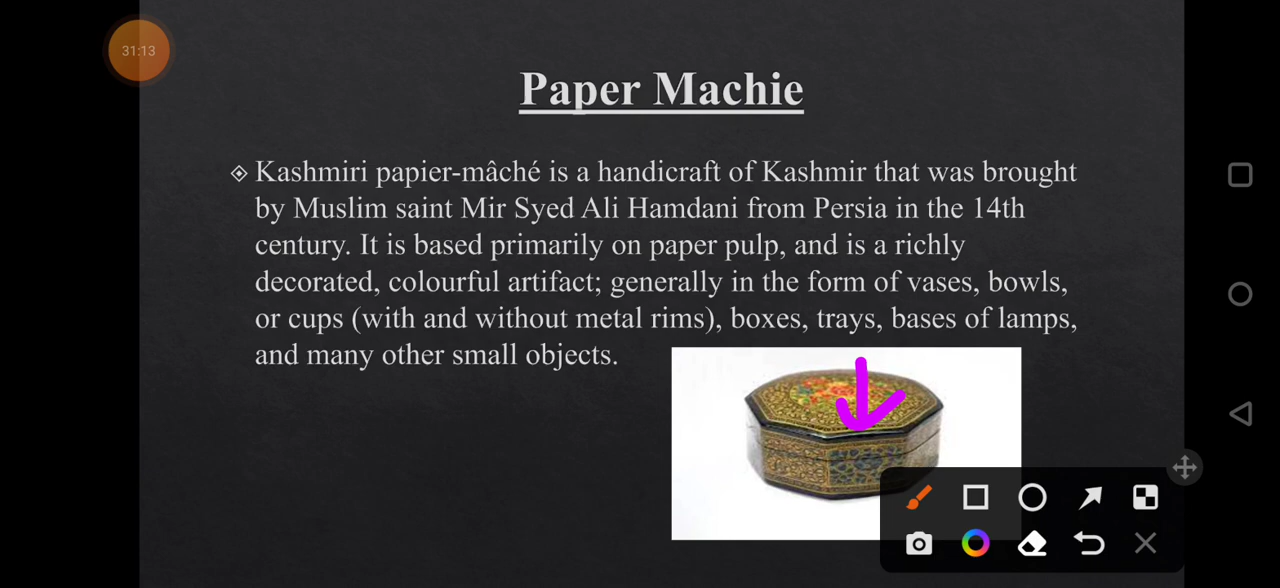 31:13
Paper Machie
Kashmiri papier-mâché is a handicraft of Kashmir that was brought
by Muslim saint Mir Syed Ali Hamdani from Persia in the 14th
century. It is based primarily on paper pulp, and is a richly
decorated, colourful artifact; generally in the form of vases, bowls,
or cups (with and without metal rims), boxes, trays, bases of lamps,
and many other small objects.